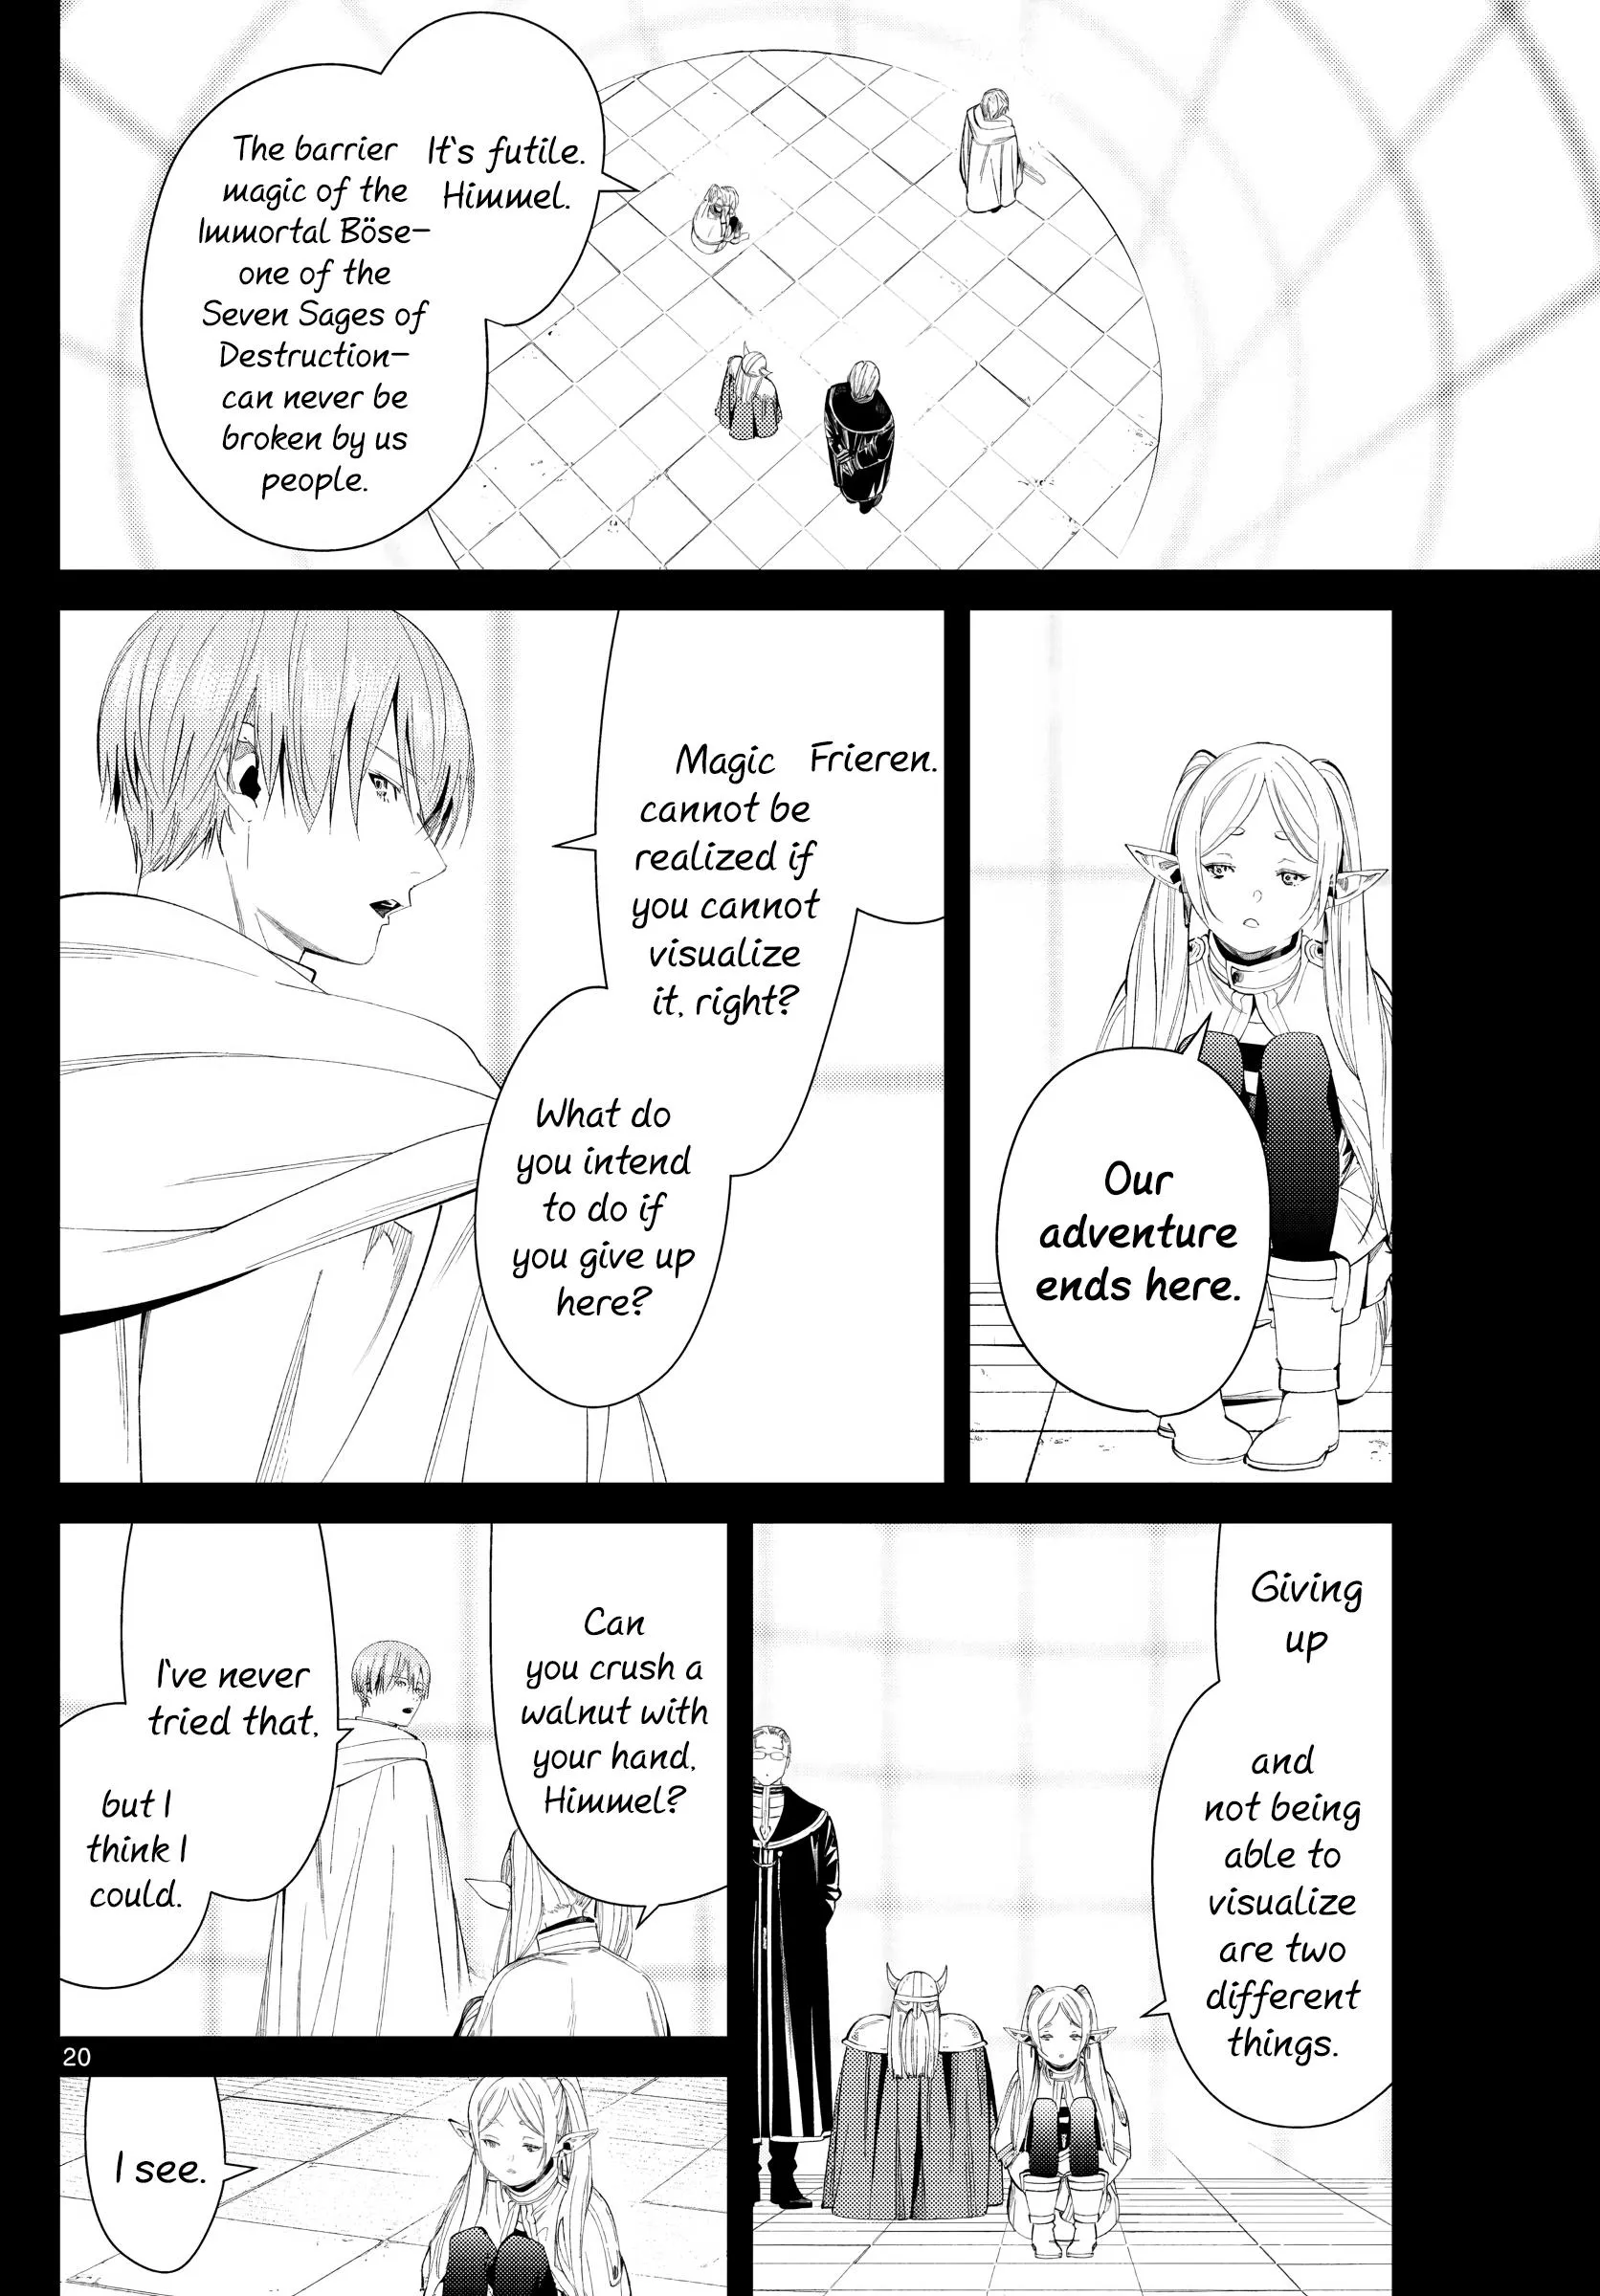 It's futile.
Himmel.
The barrier
magic of the
Immortal Böse—
one of the
Seven Sages of
Destruction—
can never be
broken by us
people.
Our
adventure
ends here.
Frieren.
Magic
cannot be
realized if
you cannot
visualize
it, right?
What do
you intend
to do if
you give up
here?
Giving
up
and
not being
able to
visualize
are two
different
things.
Can
you crush a
walnut with
your hand,
Himmel?
I've never
tried that,
but I
think I
could.
20
I see.